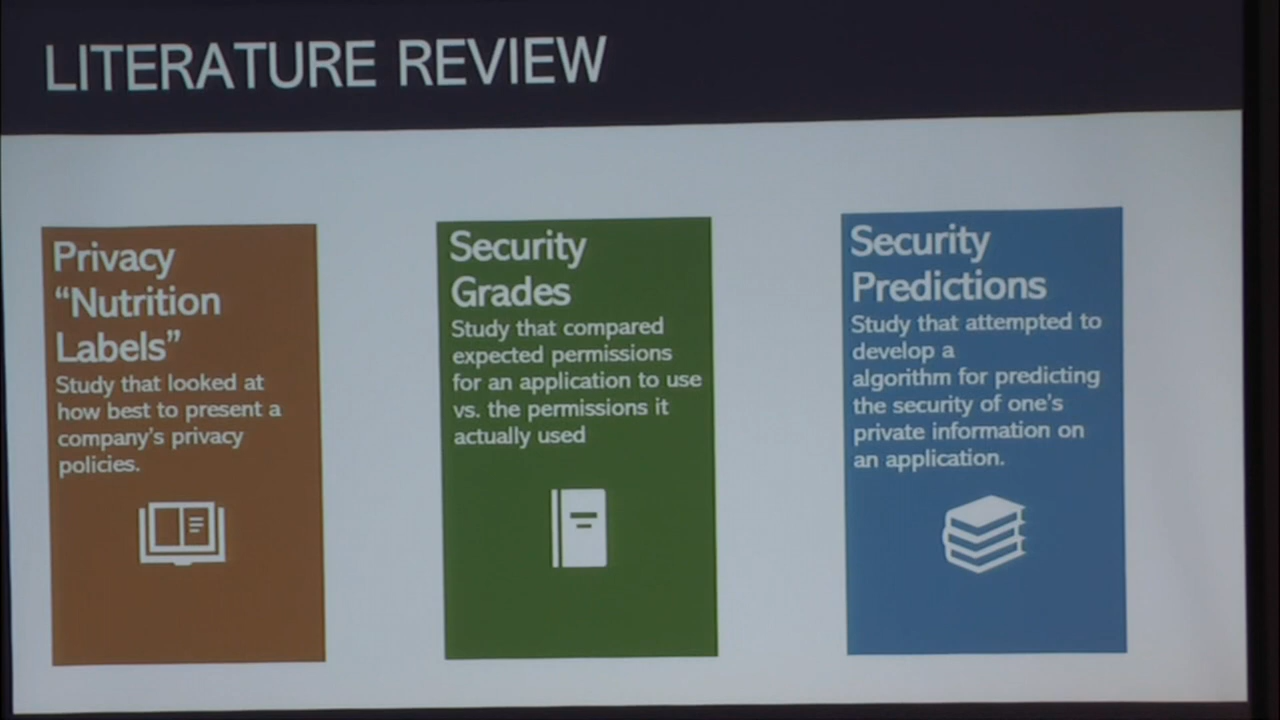 LITERATURE REVIEW
Privacy
“Nutrition
Labels”
Study that looked at
how best to present a
company's privacy
policies.
Security
Grades
Study that compared
expected permissions
for an application to use
vs. the permissions it
actually used
Security
Predictions
Study that attempted to
develop a
algorithm for predicting
the security of one's
private information on
an application.